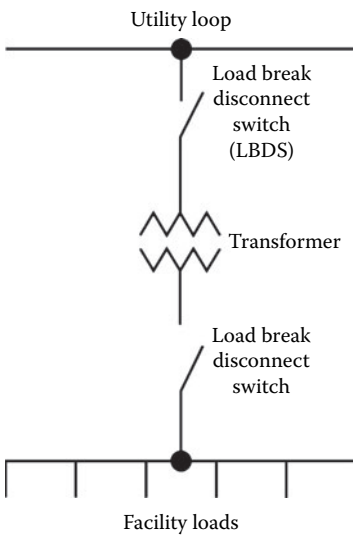 Utility loop
Load break
disconnect
switch
(LBDS)
Transformer
Load break
disconnect
switch
Facility loads